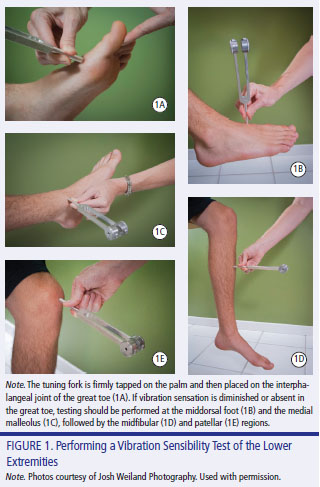 1A
1B
1C
1E
1D
Note. The tuning fork is firmly tapped on the palm and then placed on the interpha-
langeal joint of the great toe (1A). If vibration sensation is diminished or absent in
the great toe, testing should be performed at the middorsal foot (1B) and the medial
malleolus (1C), followed by the midfibular (1D) and patellar (1E) regions.
FIGURE 1. Performing a Vibration Sensibility Test of the Lower
Extremities
Note. Photos courtesy of Josh Weiland Photography. Used with permission.